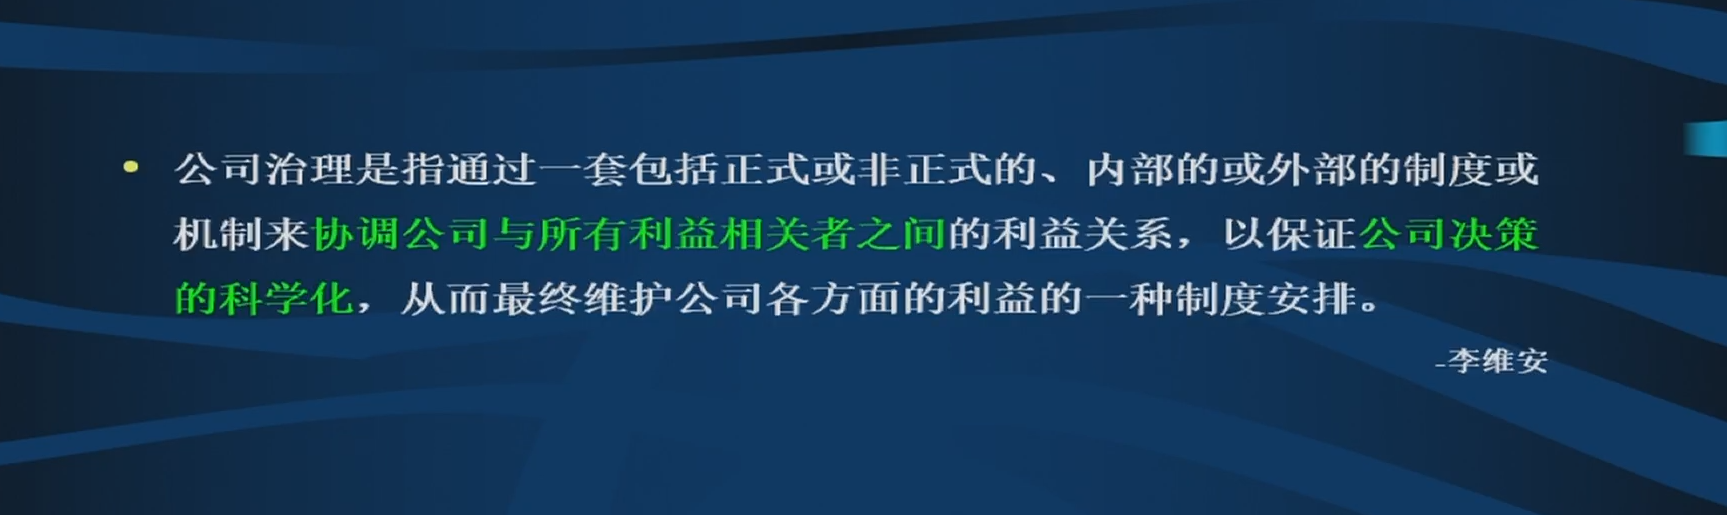 • 公司治理是指通过一套包括正式或非正式的、内部的或外部的制度或
机制来协调公司与所有利益相关者之间的利益关系，以保证公司决策
的科学化，从而最终维护公司各方面的利益的一种制度安排。
-李维安